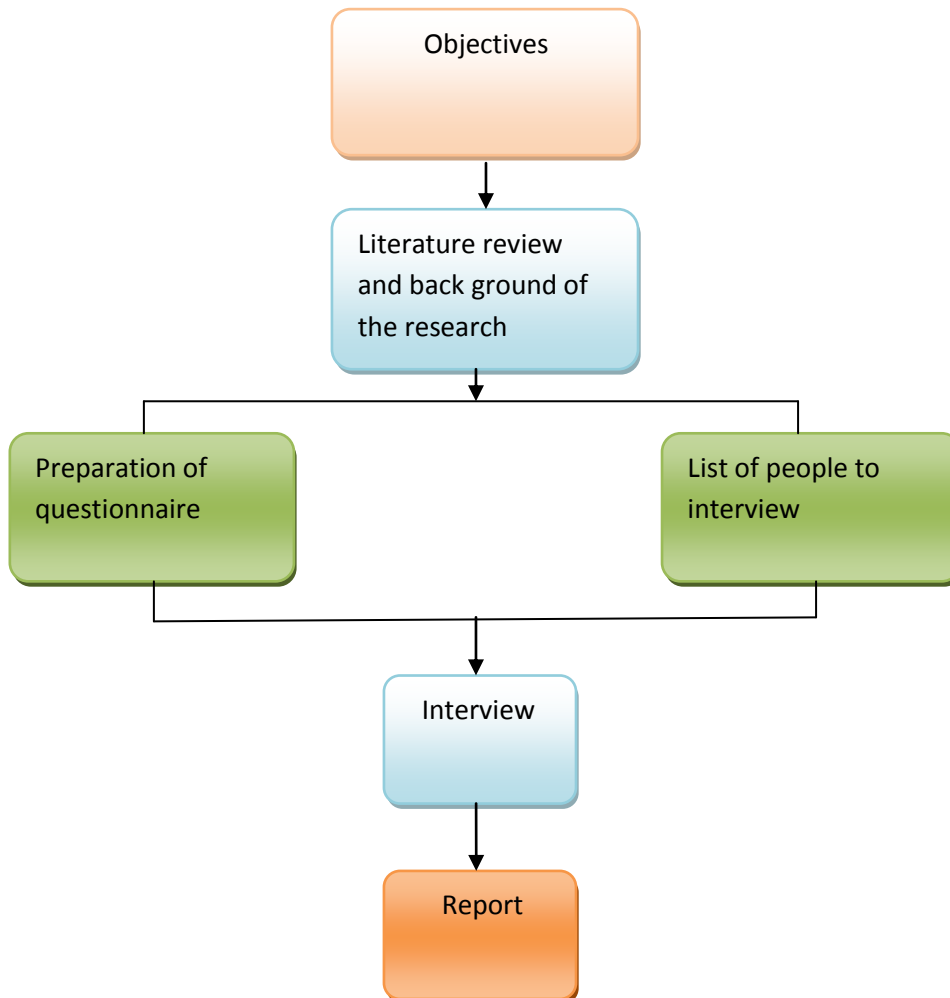 Objectives
Literature review
and back ground of
the research
Preparation of
questionnaire
List of people to
interview
Interview
Report